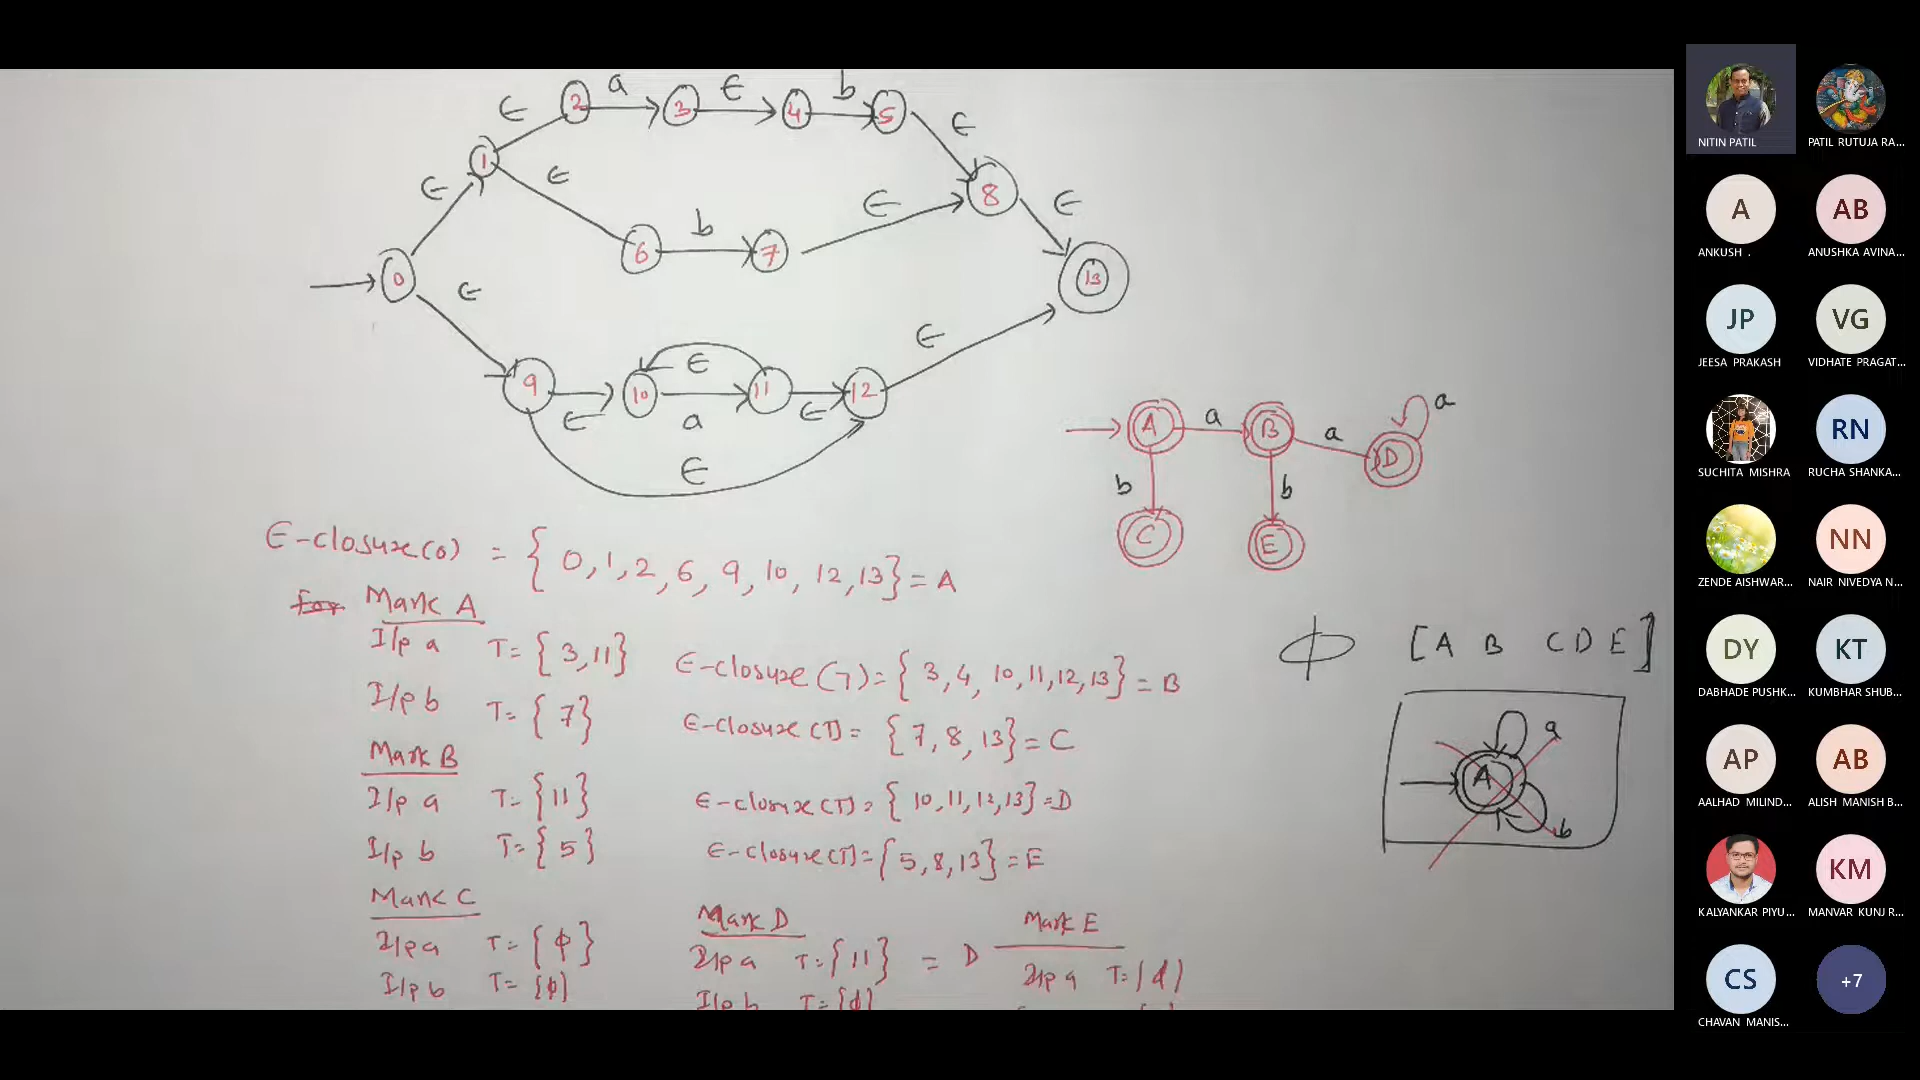 ϵ 2 a 3 ϵ 4 b 5 ϵ
1 ϵ 8 ϵ
ϵ 6 b 7 ϵ
0 ϵ 13
9 ϵ 10 ϵ a 11 ϵ 12 ϵ
ϵ
A a B a D a
b b
C E
ϵ-closure(0) = { 0, 1, 2, 6, 9, 10, 12, 13} = A
for Mark A
I/p a T= {3, 11} ϵ-closure(T) = { 3, 4, 10, 11, 12, 13} = B
I/p b T= {7} ϵ-closure(T) = {7, 8, 13} = C
Mark B
I/p a T= {11} ϵ-closure(T) = { 10, 11, 12, 13} = D
I/p b T= {5} ϵ-closure(T) = {5, 8, 13} = E
Mark C
I/p a T= {ϕ}
I/p b T= {ϕ}
Mark D
I/p a T= {11} = D
I/p b T= {ϕ}
Mark E
I/p a T= {ϕ}
ϕ [A B C D E]
A a
b
NITIN PATIL
PATIL RUTUJA RA...
A
ANKUSH .
AB
ANUSHKA AVINA...
JP
JEESA PRAKASH
VG
VIDHATE PRAGAT...
SUCHITA MISHRA
RN
RUCHA SHANKA...
ZENDE AISHWAR...
NN
NAIR NIVEDYA N...
DY
DABHADE PUSHK...
KT
KUMBHAR SHUB...
AP
AALHAD MILIND...
AB
ALISH MANISH B...
KALYANKAR PIYU...
KM
MANVAR KUNJ R...
CS
CHAVAN MANIS...
+7